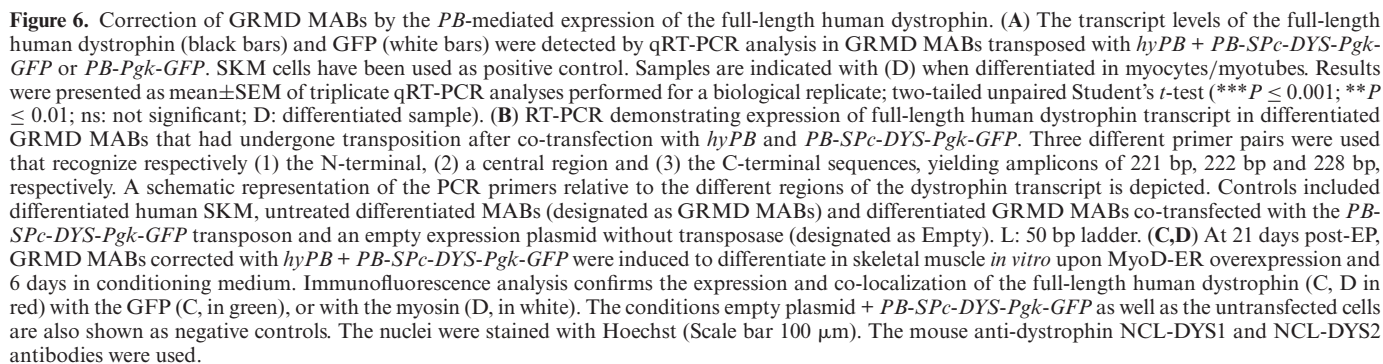 Figure 6. Correction of GRMD MABs by the PB-mediated expression of the full-length human dystrophin. (A) The transcript levels of the full-length
human dystrophin (black bars) and GFP (white bars) were detected by qRT-PCR analysis in GRMD MABs transposed with hyPB + PB-SPc-DYS-Pgk-
GFP or PB-Pgk-GFP. SKM cells have been used as positive control. Samples are indicated with (D) when differentiated in myocytes/myotubes. Results
were presented as mean±SEM of triplicate qRT-PCR analyses performed for a biological replicate; two-tailed unpaired Student's t-test (***P ≤ 0.001; **P
≤ 0.01; ns: not significant; D: differentiated sample). (B) RT-PCR demonstrating expression of full-length human dystrophin transcript in differentiated
GRMD MABs that had undergone transposition after co-transfection with hyPB and PB-SPc-DYS-Pgk-GFP. Three different primer pairs were used
that recognize respectively (1) the N-terminal, (2) a central region and (3) the C-terminal sequences, yielding amplicons of 221 bp, 222 bp and 228 bp,
respectively. A schematic representation of the PCR primers relative to the different regions of the dystrophin transcript is depicted. Controls included
differentiated human SKM, untreated differentiated MABs (designated as GRMD MABs) and differentiated GRMD MABs co-transfected with the PB-
SPc-DYS-Pgk-GFP transposon and an empty expression plasmid without transposase (designated as Empty). L: 50 bp ladder. (C,D) At 21 days post-EP,
GRMD MABs corrected with hyPB + PB-SPc-DYS-Pgk-GFP were induced to differentiate in skeletal muscle in vitro upon MyoD-ER overexpression and
6 days in conditioning medium. Immunofluorescence analysis confirms the expression and co-localization of the full-length human dystrophin (C, D in
red) with the GFP (C, in green), or with the myosin (D, in white). The conditions empty plasmid + PB-SPc-DYS-Pgk-GFP as well as the untransfected cells
are also shown as negative controls. The nuclei were stained with Hoechst (Scale bar 100 μm). The mouse anti-dystrophin NCL-DYS1 and NCL-DYS2
antibodies were used.